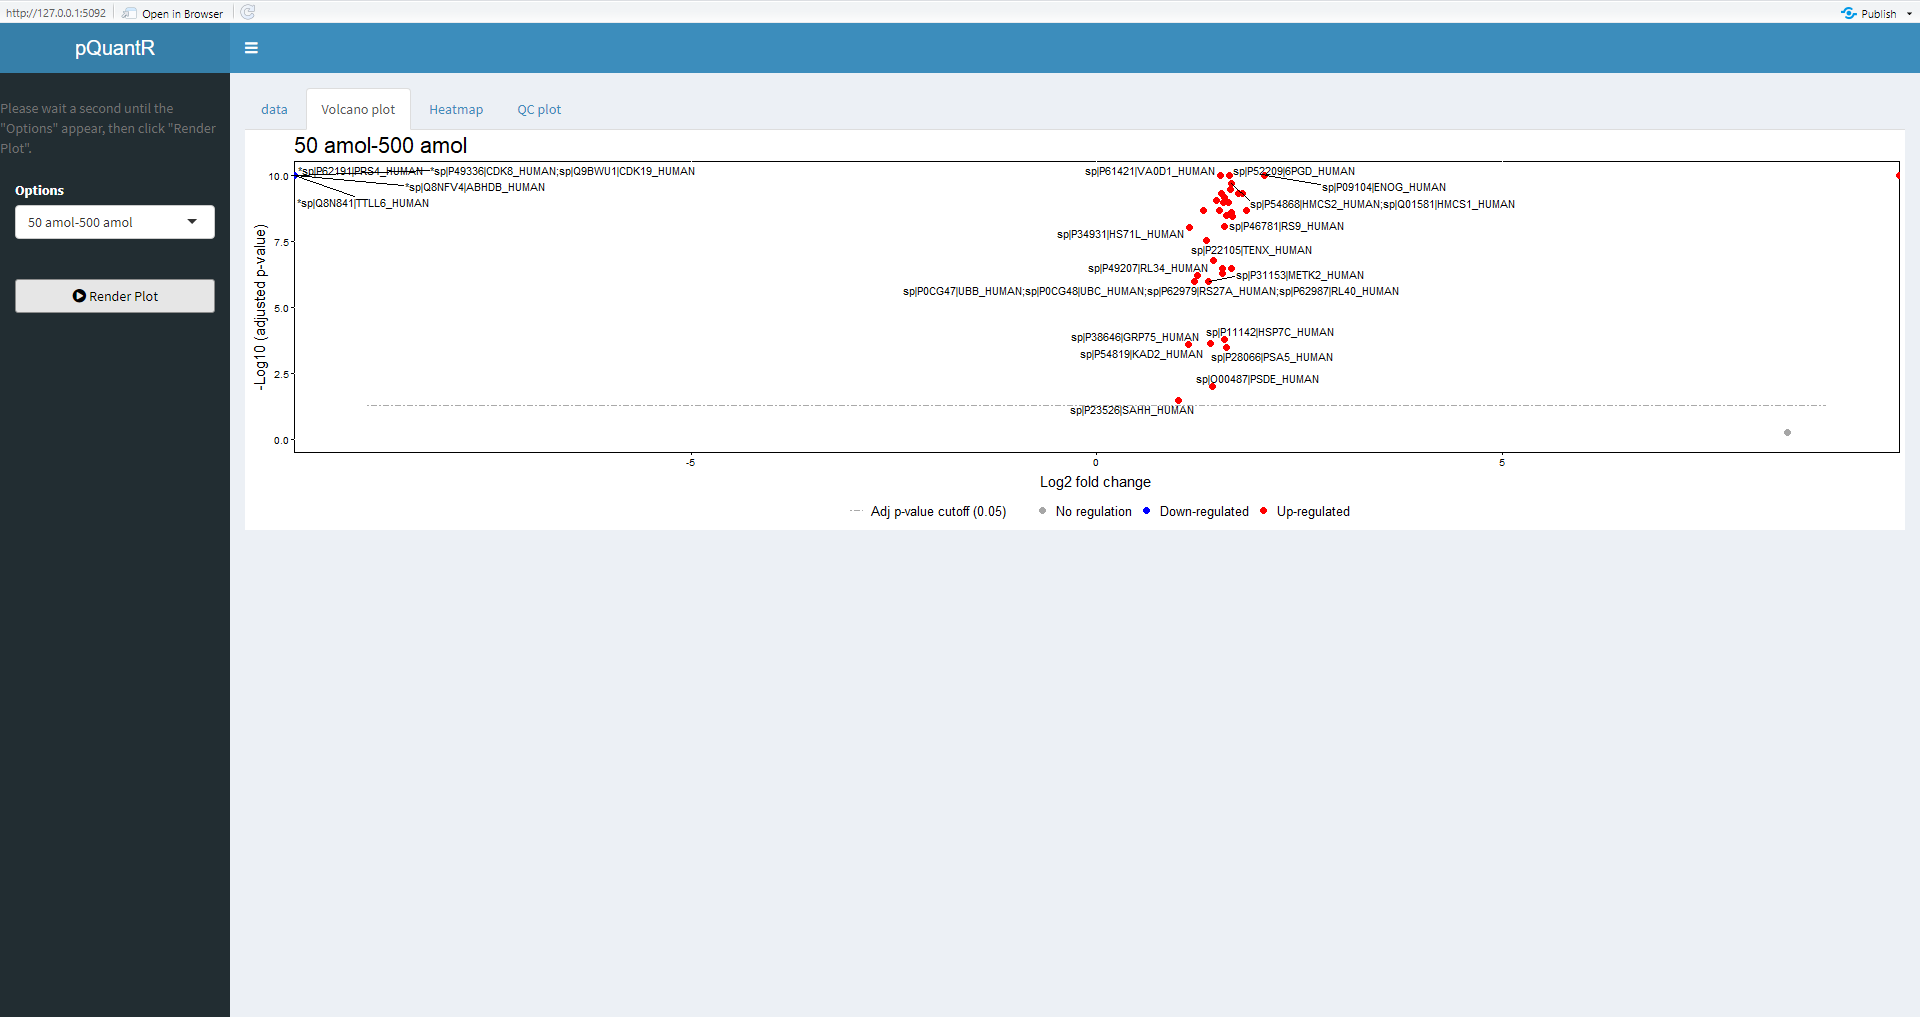 http://127.0.0.1:5092 Open in Browser Publish
pQuantR
Please wait a second until the
"Options" appear, then click "Render
Plot".
Options
50 amol-500 amol
Render Plot
data Volcano plot Heatmap QC plot
50 amol-500 amol
-Log10 (adjusted p-value)
10.0
7.5
5.0
2.5
0.0
*sp|P62191|PRS4_HUMAN *sp|P49336|CDK8_HUMAN;sp|Q9BWU1|CDK19_HUMAN
*sp|Q8NFV4|ABHDB_HUMAN
*sp|Q8N841|TTLL6_HUMAN
sp|P61421|VA0D1_HUMAN sp|P52209|6PGD_HUMAN
sp|P09104|ENOG_HUMAN
sp|P54868|HMCS2_HUMAN;sp|Q01581|HMCS1_HUMAN
sp|P46781|RS9_HUMAN
sp|P34931|HS71L_HUMAN
sp|P22105|TENX_HUMAN
sp|P49207|RL34_HUMAN
sp|P31153|METK2_HUMAN
sp|P0CG47|UBB_HUMAN;sp|P0CG48|UBC_HUMAN;sp|P62979|RS27A_HUMAN;sp|P62987|RL40_HUMAN
sp|P11142|HSP7C_HUMAN
sp|P38646|GRP75_HUMAN
sp|P54819|KAD2_HUMAN
sp|P28066|PSA5_HUMAN
sp|O00487|PSDE_HUMAN
sp|P23526|SAHH_HUMAN
-5 0 5
Log2 fold change
Adj p-value cutoff (0.05) No regulation Down-regulated Up-regulated